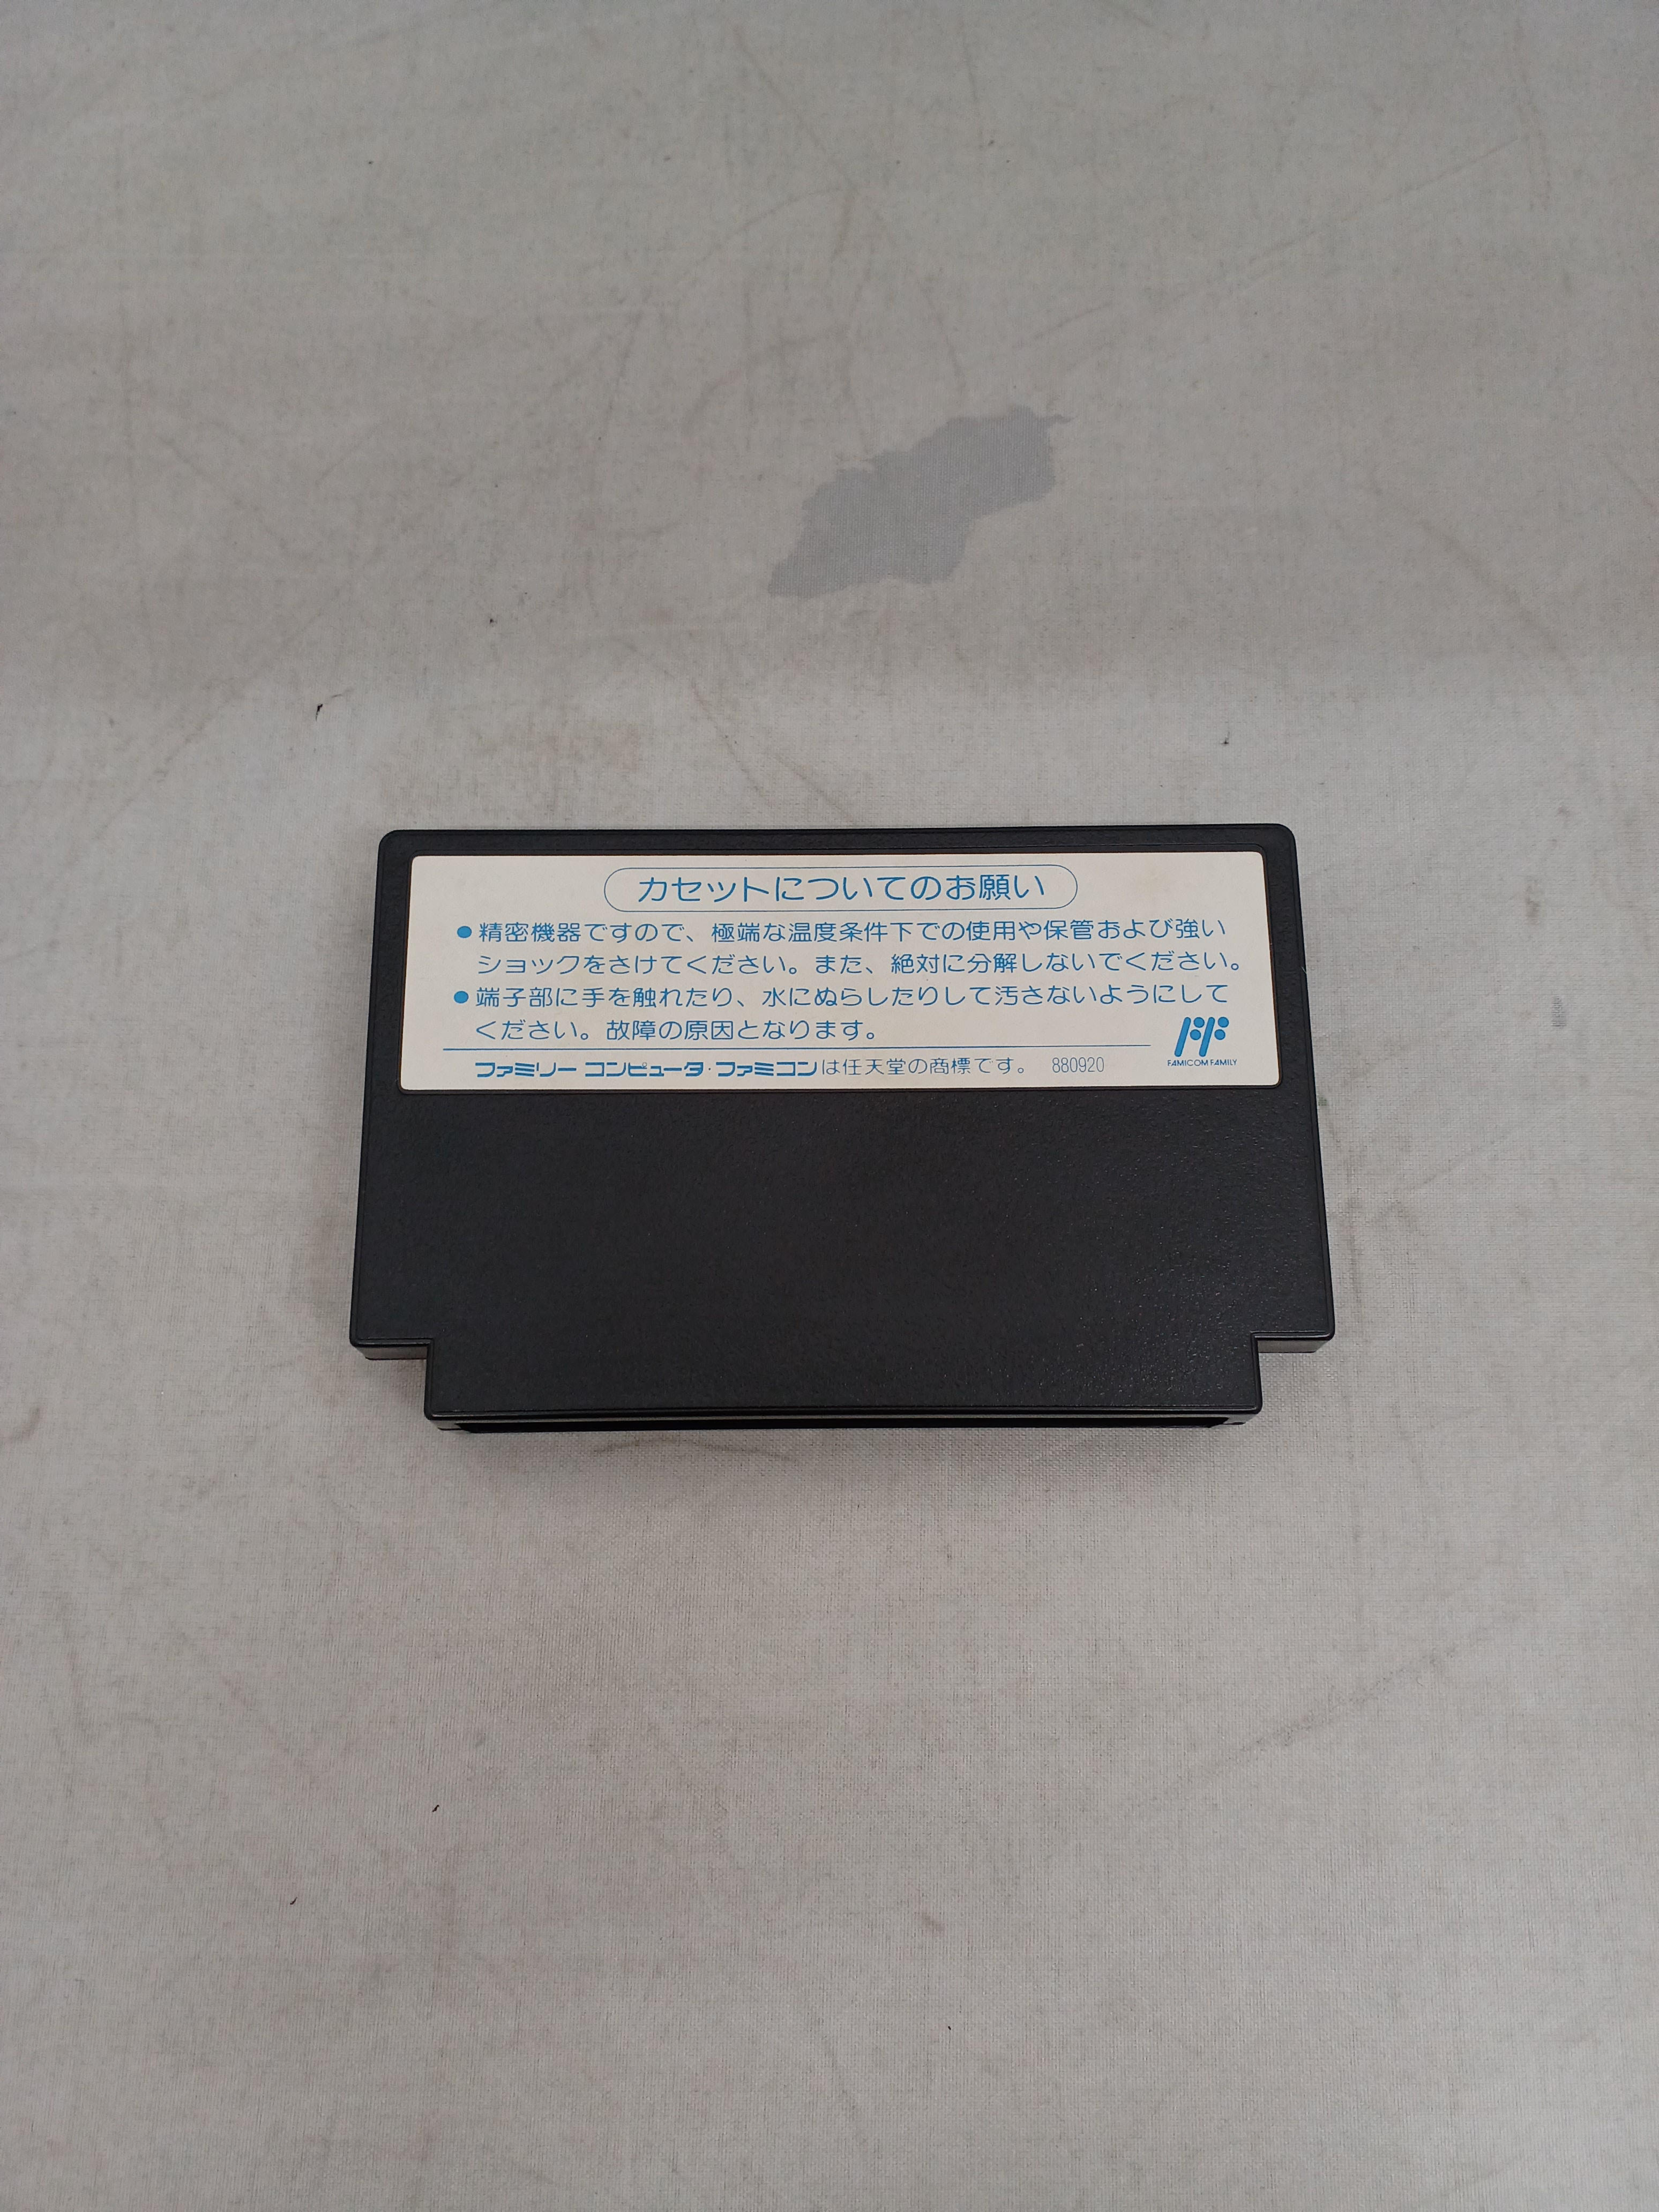 カセットについてのお願い
●精密機器ですので、極端な温度条件下での使用や保管および強い
ショックをさけてください。また、絶対に分解しないでください。
●端子部に手を触れたり、水にぬらしたりして汚さないようにして
ください。故障の原因となります。
ファミリー コンピュータ・ファミコンは任天堂の商標です。 880920
FAMICOM FAMILY